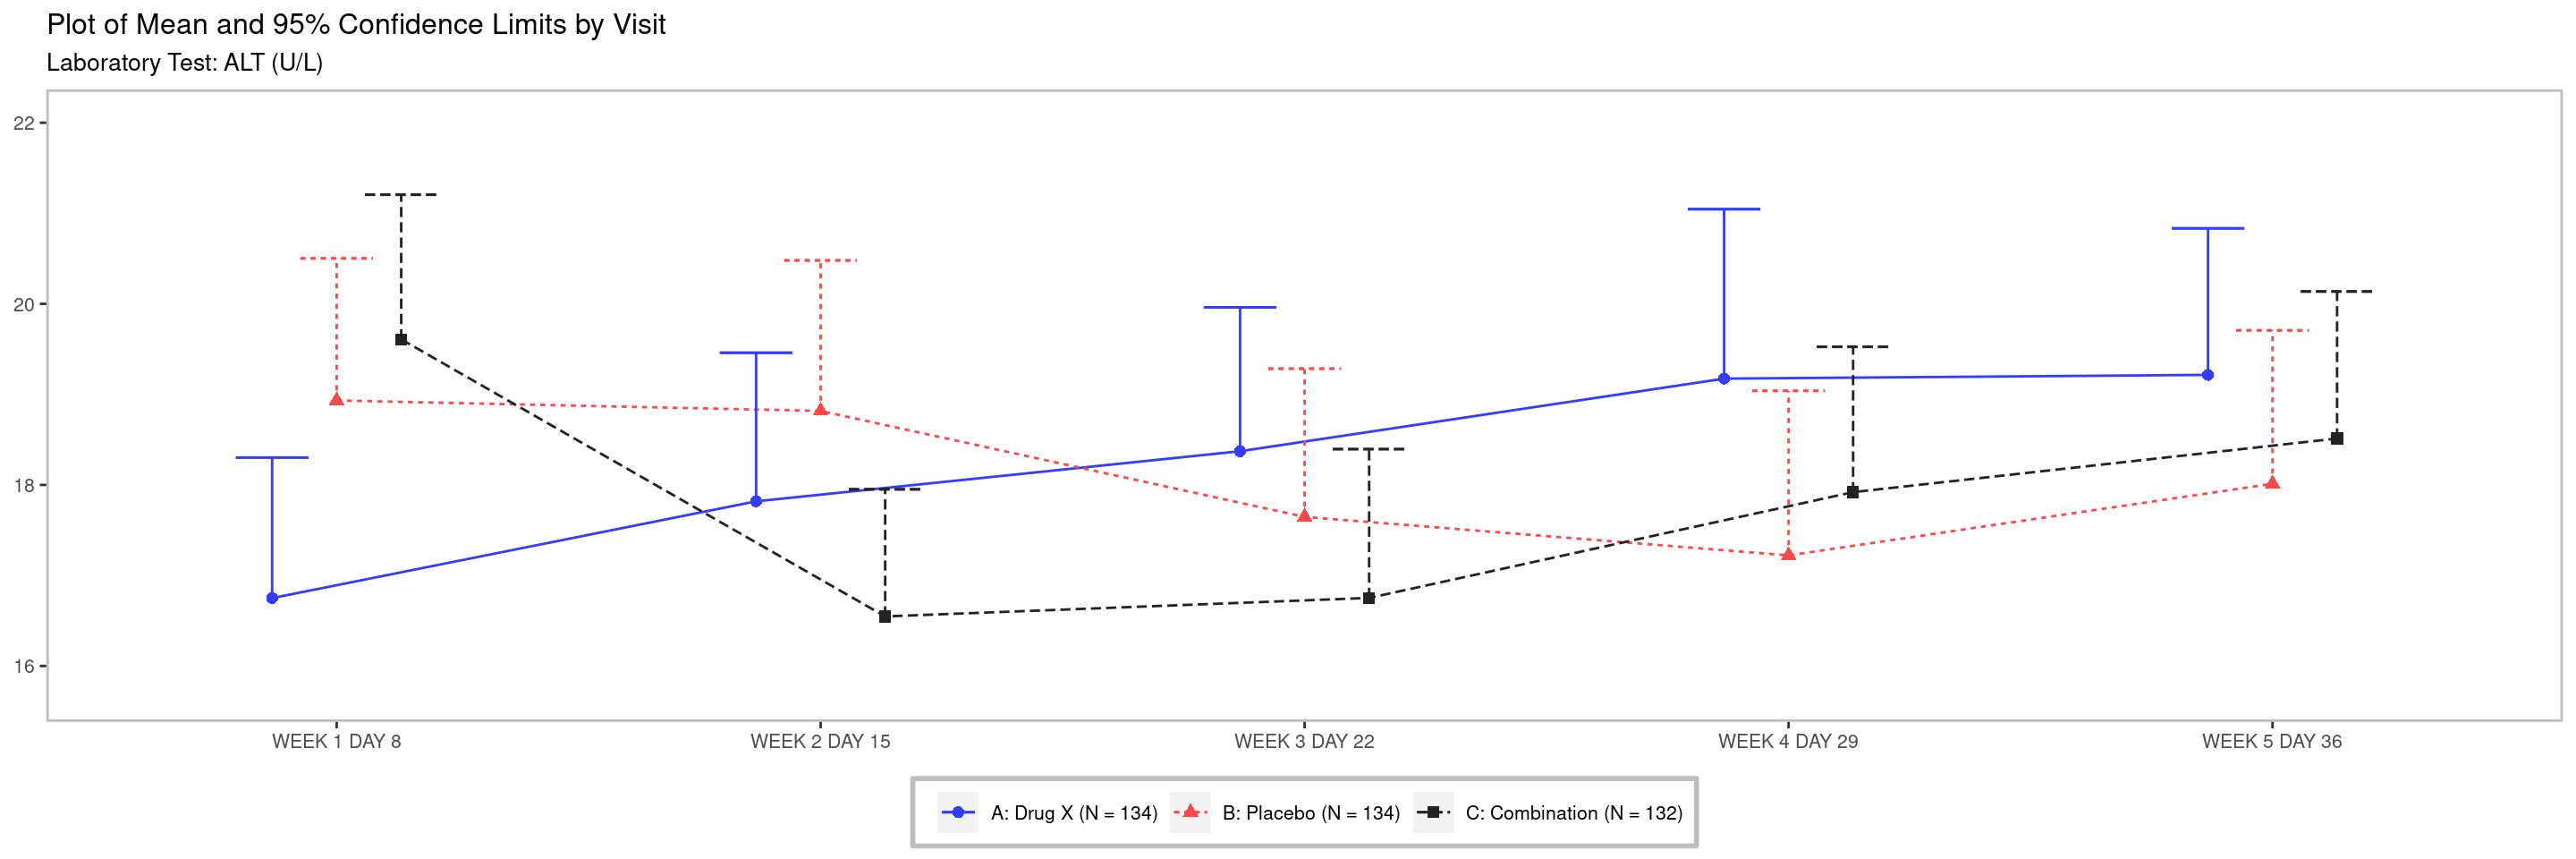 Plot of Mean and 95% Confidence Limits by Visit
Laboratory Test: ALT (U/L)
22
20
18
16
WEEK 1 DAY 8 WEEK 2 DAY 15 WEEK 3 DAY 22 WEEK 4 DAY 29 WEEK 5 DAY 36
A: Drug X (N = 134) B: Placebo (N = 134) C: Combination (N = 132)